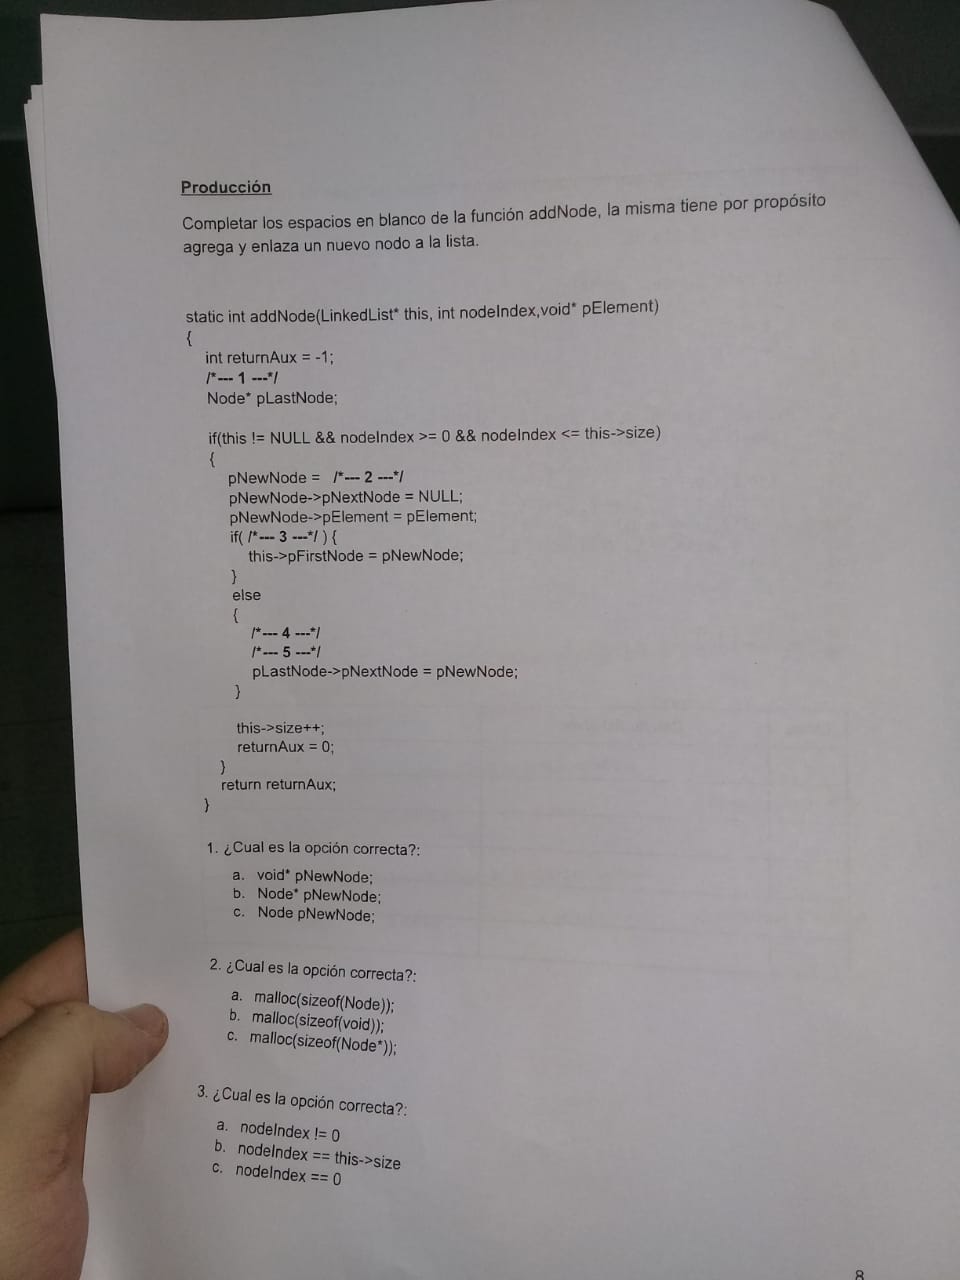 Producción
Completar los espacios en blanco de la función addNode, la misma tiene por propósito
agrega y enlaza un nuevo nodo a la lista.
static int addNode(LinkedList* this, int nodeIndex,void* pElement)
{
int returnAux = -1;
/*--- 1 ---*/
Node* pLastNode;
if(this != NULL && nodeIndex >= 0 && nodeIndex <= this->size)
{
pNewNode = /*--- 2 ---*/
pNewNode->pNextNode = NULL;
pNewNode->pElement = pElement;
if( /*--- 3 ---*/ ) {
this->pFirstNode = pNewNode;
}
else
{
/*--- 4 ---*/
/*--- 5 ---*/
pLastNode->pNextNode = pNewNode;
}
this->size++;
returnAux = 0;
}
return returnAux;
}
1. ¿Cual es la opción correcta?:
a. void* pNewNode;
b. Node* pNewNode;
c. Node pNewNode;
2. ¿Cual es la opción correcta?:
a. malloc(sizeof(Node));
b. malloc(sizeof(void));
c. malloc(sizeof(Node*));
3. ¿Cual es la opción correcta?:
a. nodeIndex != 0
b. nodeIndex == this->size
c. nodeIndex == 0
8